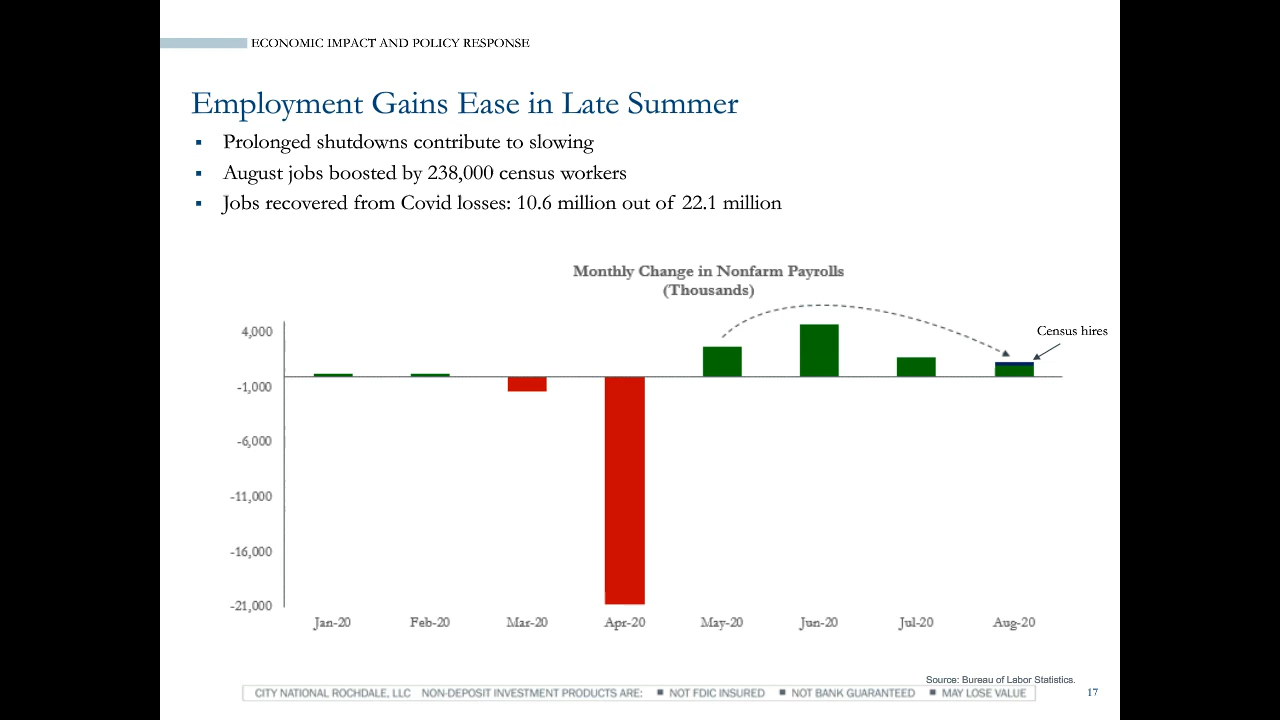 ECONOMIC IMPACT AND POLICY RESPONSE
Employment Gains Ease in Late Summer
▪ Prolonged shutdowns contribute to slowing
▪ August jobs boosted by 238,000 census workers
▪ Jobs recovered from Covid losses: 10.6 million out of 22.1 million
Monthly Change in Nonfarm Payrolls
(Thousands)
Census hires
4,000
-1,000
-6,000
-11,000
-16,000
-21,000
Jan-20 Feb-20 Mar-20 Apr-20 May-20 Jun-20 Jul-20 Aug-20
Source: Bureau of Labor Statistics.
CITY NATIONAL ROCHDALE, LLC NON-DEPOSIT INVESTMENT PRODUCTS ARE: ■ NOT FDIC INSURED ■ NOT BANK GUARANTEED ■ MAY LOSE VALUE
17